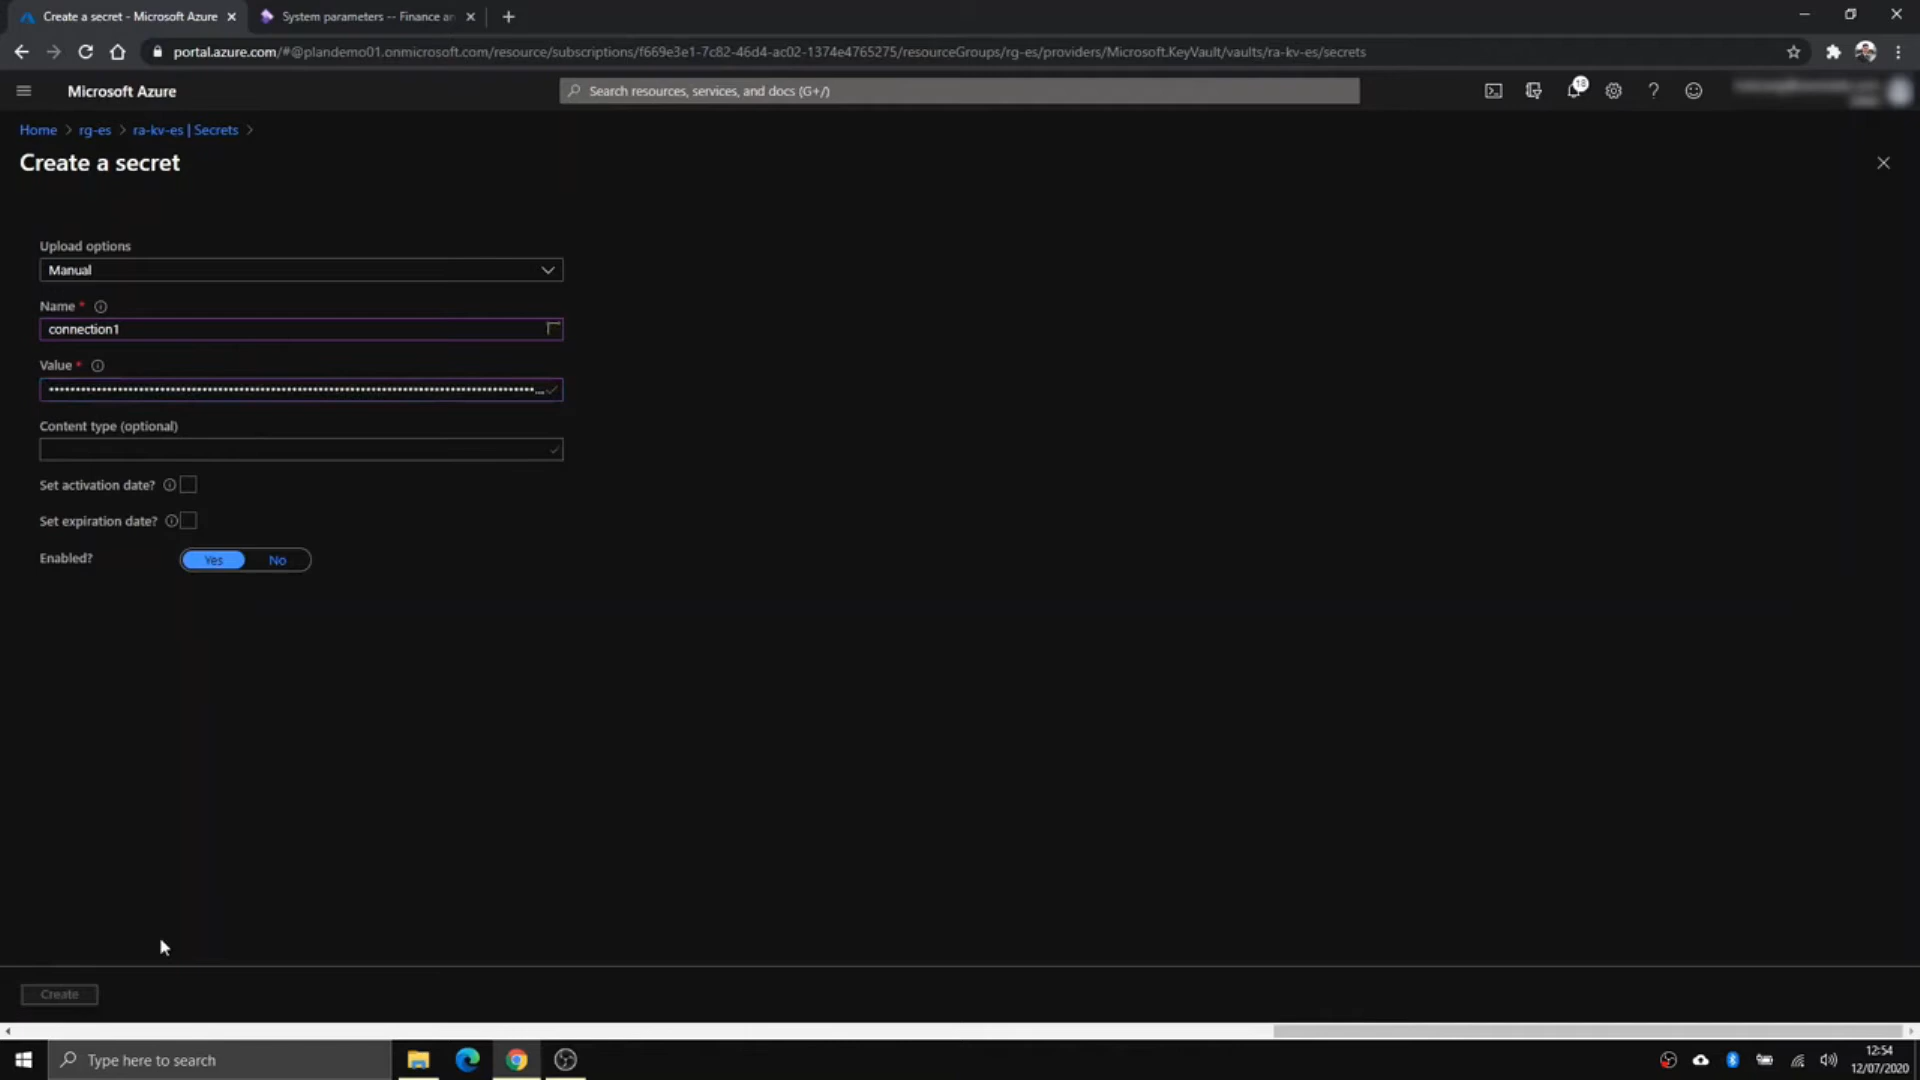 Create a secret - Microsoft Azure
System parameters -- Finance an
portal.azure.com/#@plandemo01.onmicrosoft.com/resource/subscriptions/f669e3e1-7c82-46d4-ac02-1374e4765275/resourceGroups/rg-es/providers/Microsoft.KeyVault/vaults/ra-kv-es/secrets
Microsoft Azure
Search resources, services, and docs (G+/)
Home > rg-es > ra-kv-es | Secrets >
Create a secret
Upload options
Manual
Name *
connection1
Value *
Content type (optional)
Set activation date?
Set expiration date?
Enabled?
Yes No
Create
Type here to search
12:54
12/07/2020